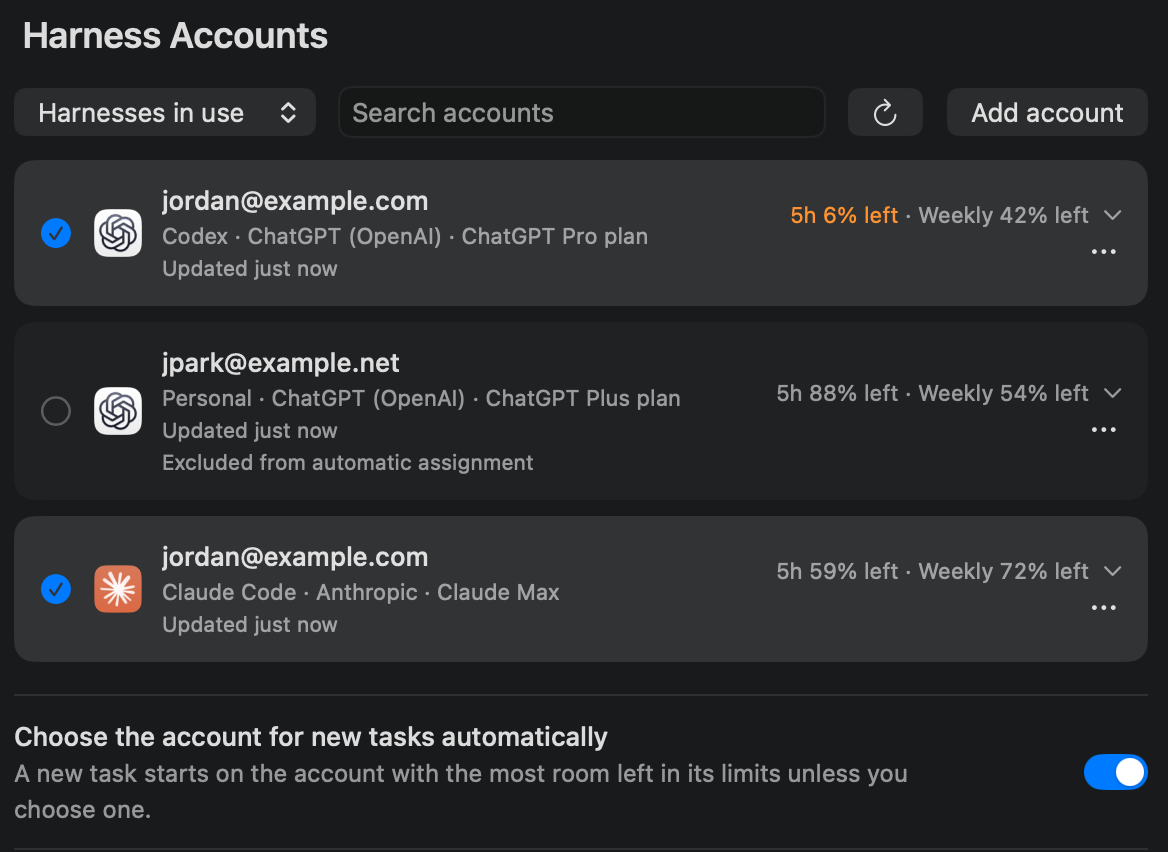 Harness Accounts
Harnesses in use
Search accounts
Add account
jordan@example.com
5h 6% left · Weekly 42% left
Codex · ChatGPT (OpenAI) · ChatGPT Pro plan
Updated just now
jpark@example.net
5h 88% left · Weekly 54% left
Personal · ChatGPT (OpenAI) · ChatGPT Plus plan
Updated just now
Excluded from automatic assignment
jordan@example.com
5h 59% left · Weekly 72% left
Claude Code · Anthropic · Claude Max
Updated just now
Choose the account for new tasks automatically
A new task starts on the account with the most room left in its limits unless you
choose one.